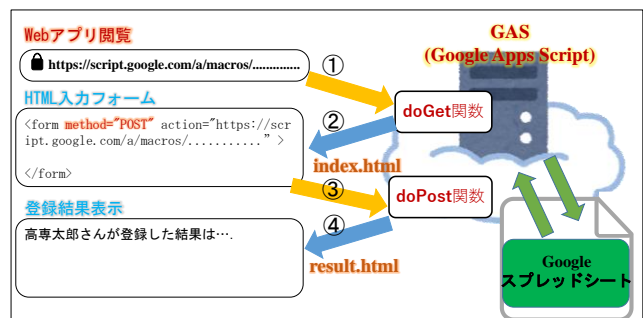 Webアプリ閲覧
https://script.google.com/a/macros/..............
①
GAS
(Google Apps Script)
HTML入力フォーム
<form method="POST" action="https://scr
ipt.google.com/a/macros/...........” >
</form>
doGet関数
②
index.html
③
doPost関数
登録結果表示
④
高専太郎さんが登録した結果は….
result.html
Google
スプレッドシート